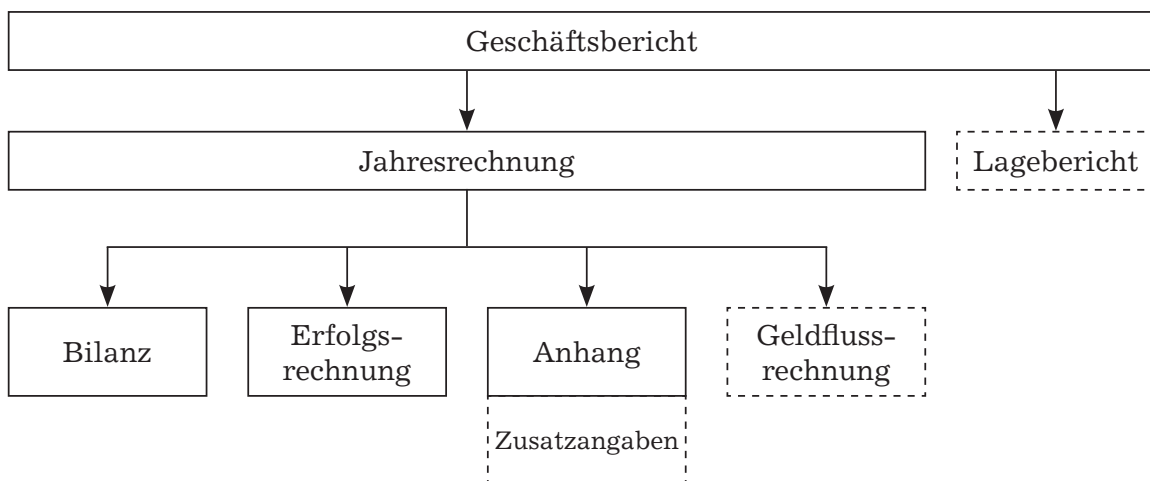 Geschäftsbericht
Jahresrechnung
Lagebericht
Bilanz
Erfolgs-
rechnung
Anhang
Geldfluss-
rechnung
Zusatzangaben